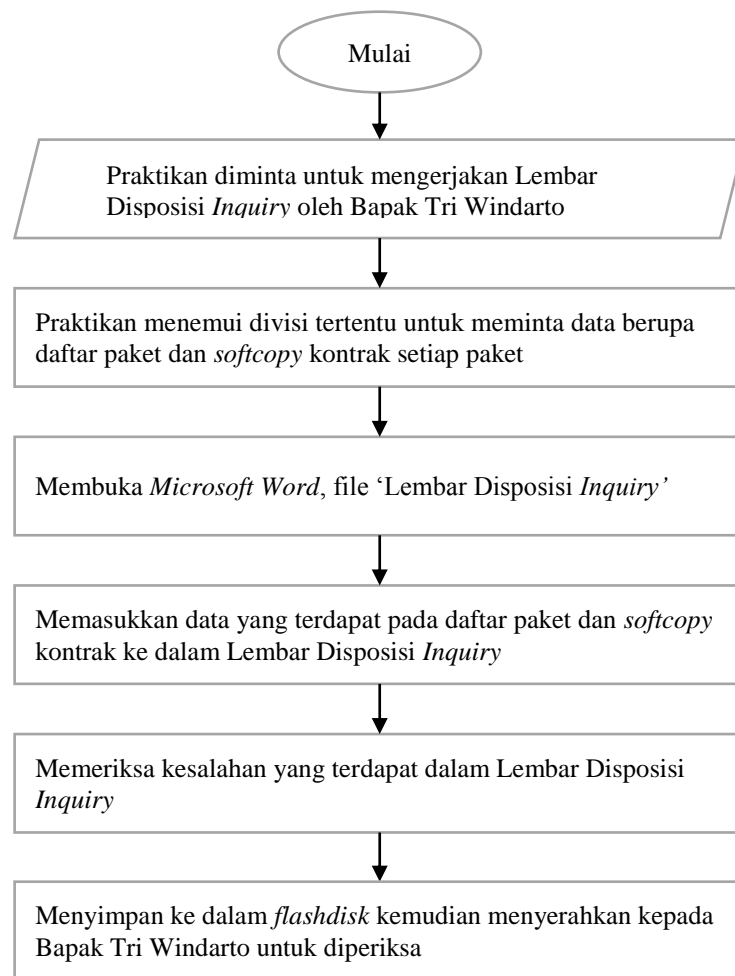 Mulai
Praktikan diminta untuk mengerjakan Lembar
Disposisi Inquiry oleh Bapak Tri Windarto
Praktikan menemui divisi tertentu untuk meminta data berupa
daftar paket dan softcopy kontrak setiap paket
Membuka Microsoft Word, file ‘Lembar Disposisi Inquiry’
Memasukkan data yang terdapat pada daftar paket dan softcopy
kontrak ke dalam Lembar Disposisi Inquiry
Memeriksa kesalahan yang terdapat dalam Lembar Disposisi
Inquiry
Menyimpan ke dalam flashdisk kemudian menyerahkan kepada
Bapak Tri Windarto untuk diperiksa